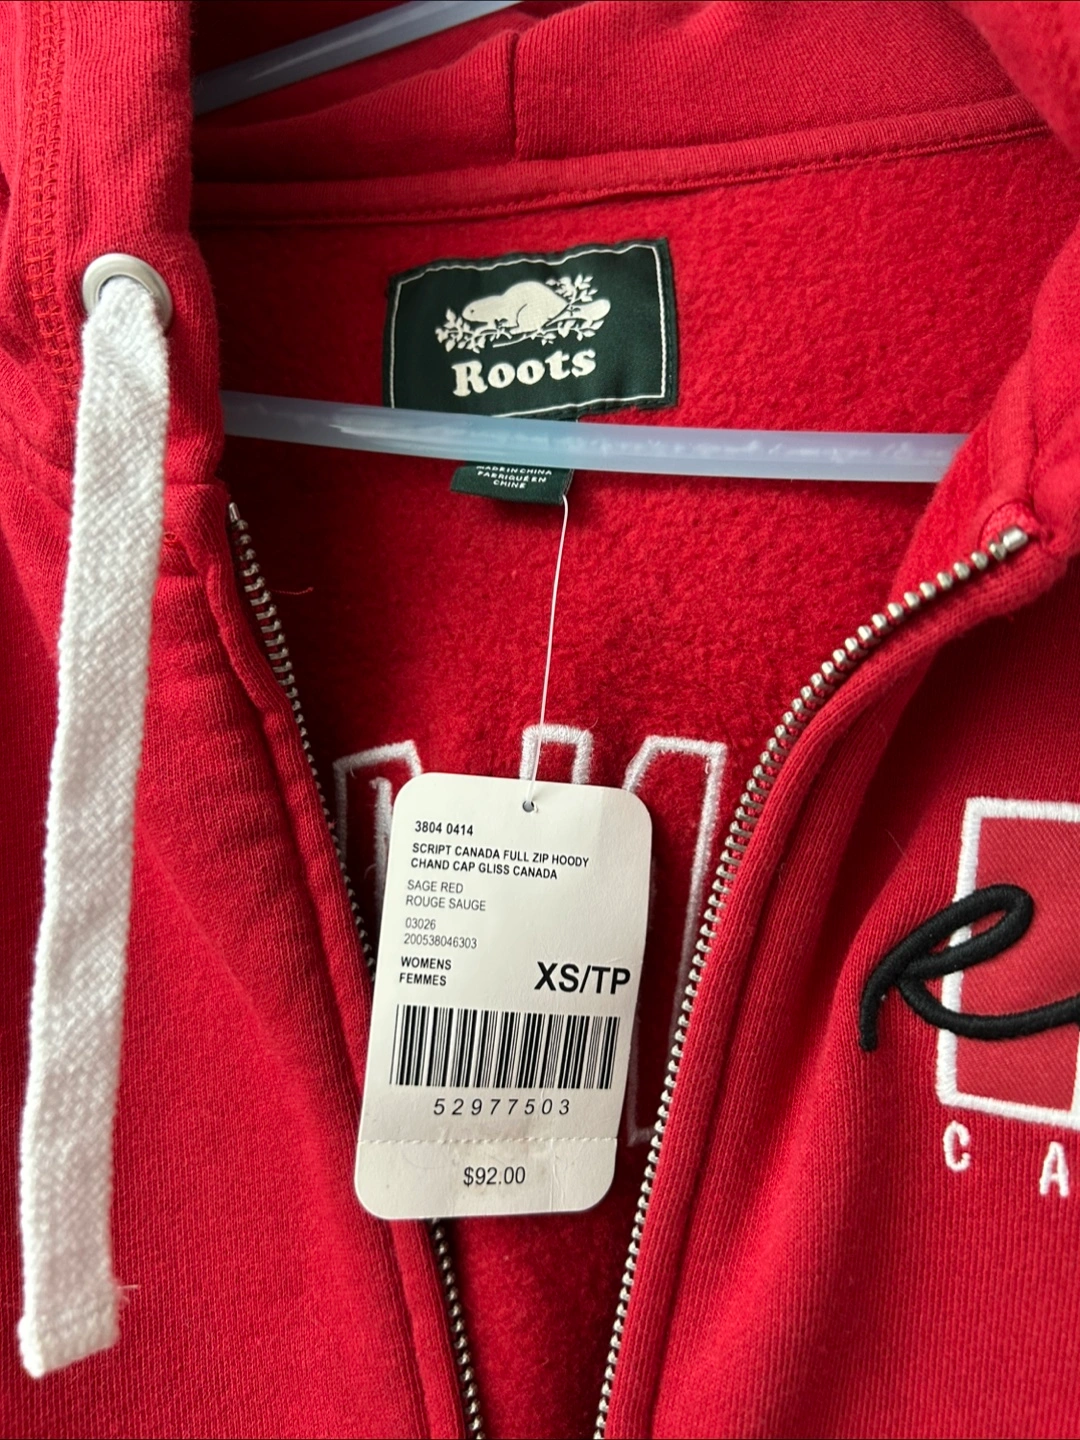 Roots
MADE IN CHINA
FABRIQUÉ EN
CHINE
3804 0414
SCRIPT CANADA FULL ZIP HOODY
CHAND CAP GLISS CANADA
SAGE RED
ROUGE SAUGE
03026
200538046303
WOMENS
FEMMES
XS/TP
52977503
$92.00
R
C A